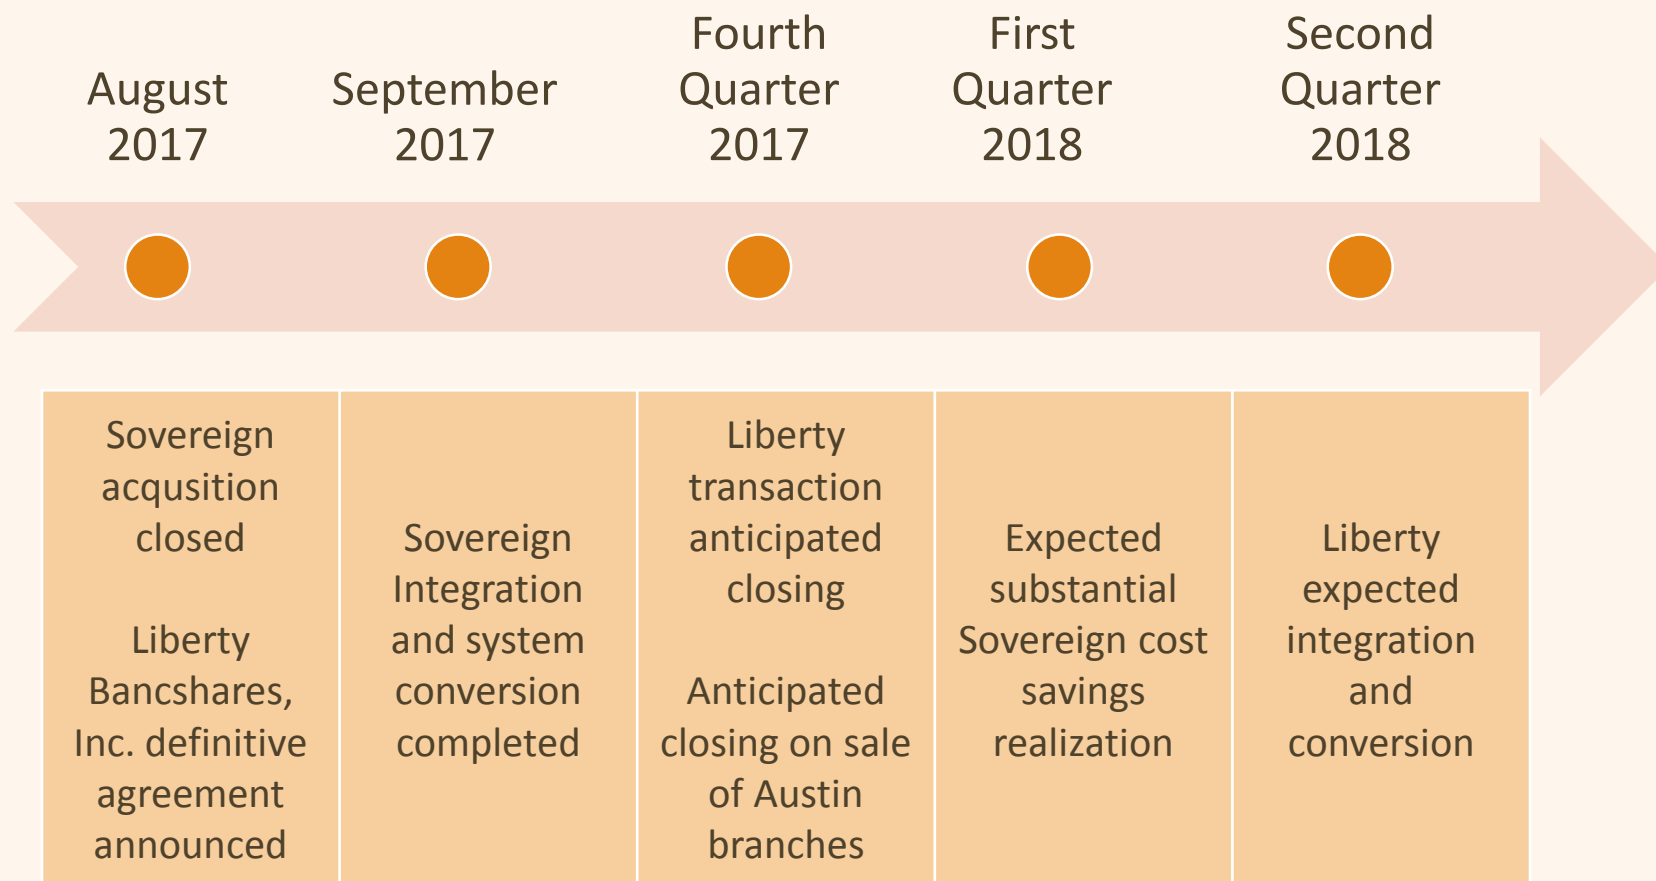 August
2017
September
2017
Fourth
Quarter
2017
First
Quarter
2018
Second
Quarter
2018
Sovereign
acqusition
closed
Liberty
Bancshares,
Inc. definitive
agreement
announced
Sovereign
Integration
and system
conversion
completed
Liberty
transaction
anticipated
closing
Anticipated
closing on sale
of Austin
branches
Expected
substantial
Sovereign cost
savings
realization
Liberty
expected
integration
and
conversion